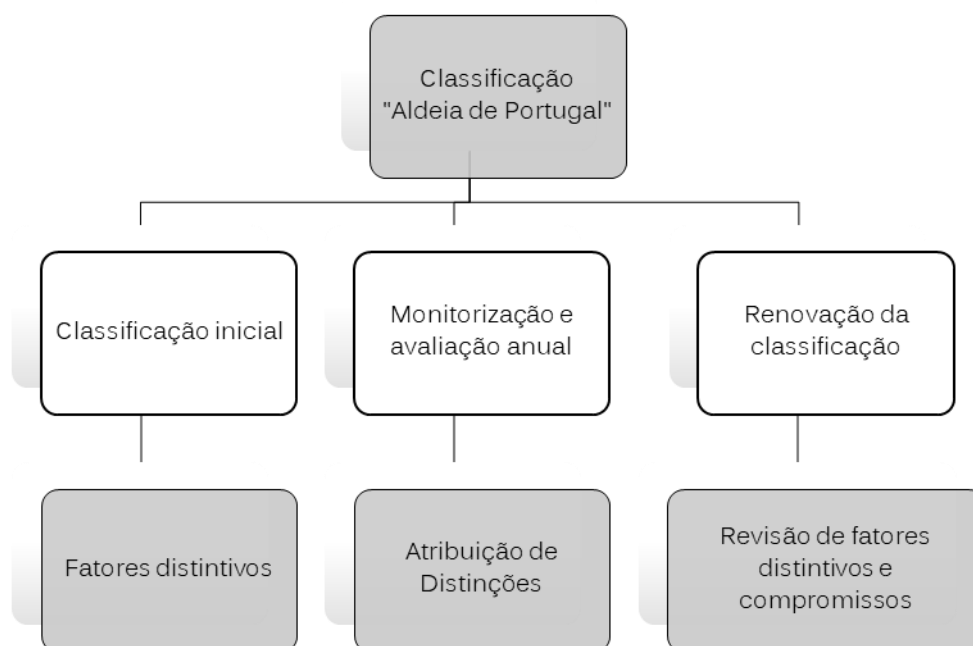 Classificação
"Aldeia de Portugal"
Classificação inicial
Monitorização e
avaliação anual
Renovação da
classificação
Fatores distintivos
Atribuição de
Distinções
Revisão de fatores
distintivos e
compromissos